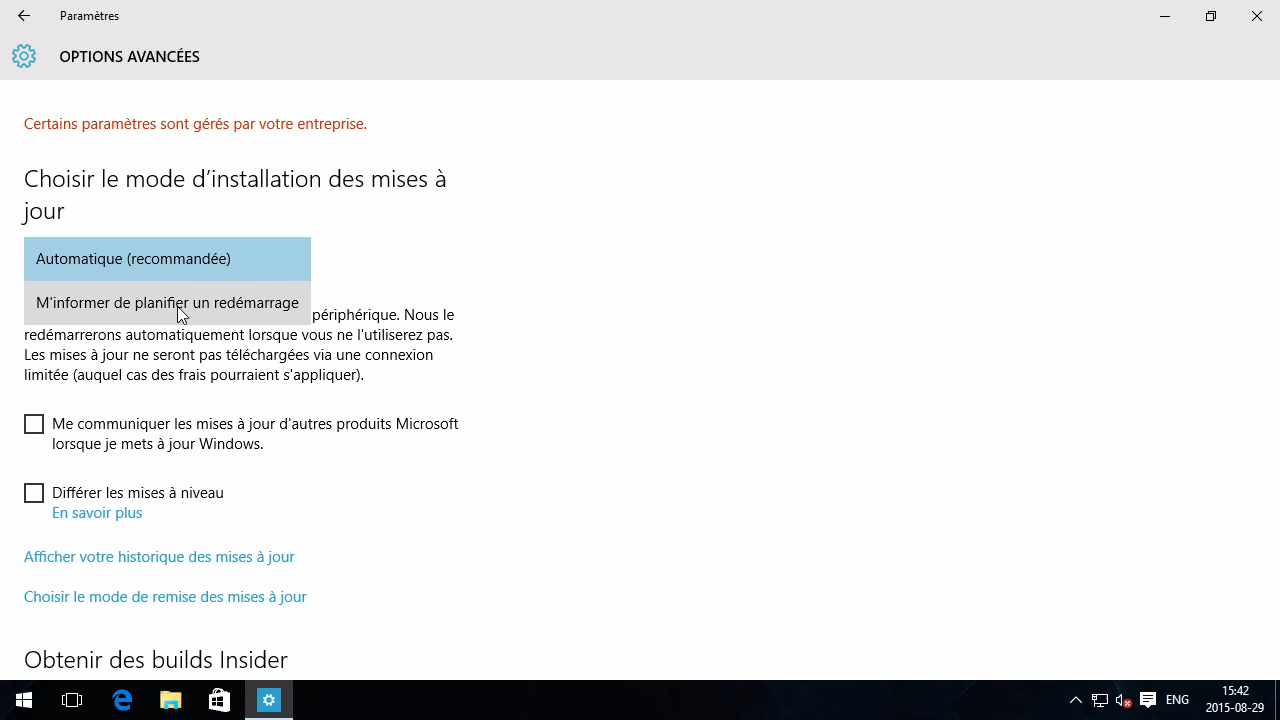 Paramètres
OPTIONS AVANCÉES
Certains paramètres sont gérés par votre entreprise.
Choisir le mode d’installation des mises à
jour
Automatique (recommandée)
M'informer de planifier un redémarrage
périphérique. Nous le
redémarrerons automatiquement lorsque vous ne l'utiliserez pas.
Les mises à jour ne seront pas téléchargées via une connexion
limitée (auquel cas des frais pourraient s'appliquer).
Me communiquer les mises à jour d'autres produits Microsoft
lorsque je mets à jour Windows.
Différer les mises à niveau
En savoir plus
Afficher votre historique des mises à jour
Choisir le mode de remise des mises à jour
Obtenir des builds Insider
ENG
15:42
2015-08-29